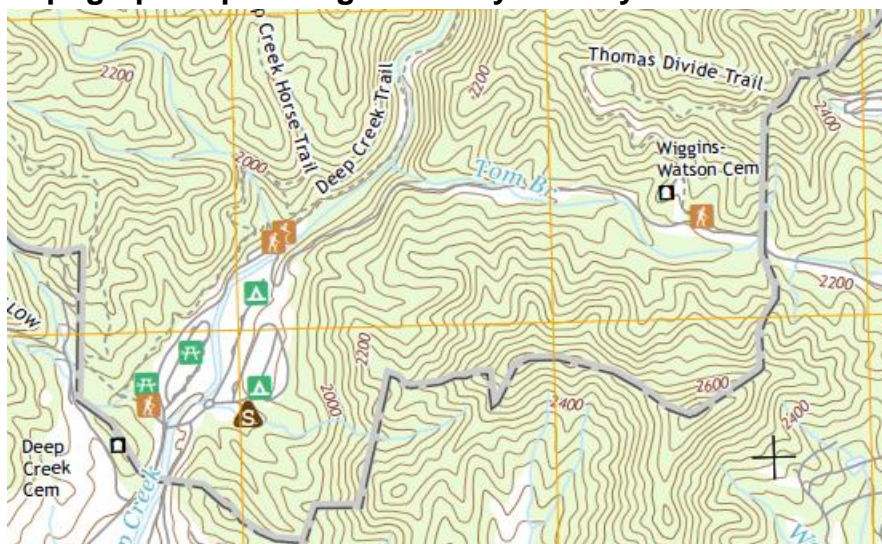 2200
Creek Horse Trail
Deep Creek Trail
2200
Thomas Divide Trail
2400
2000
Tom Br.
Wiggins-
Watson Cem
2200
LOW
2200
2000
2400
2600
2400
S
Deep
Creek
Cem
Creek
W